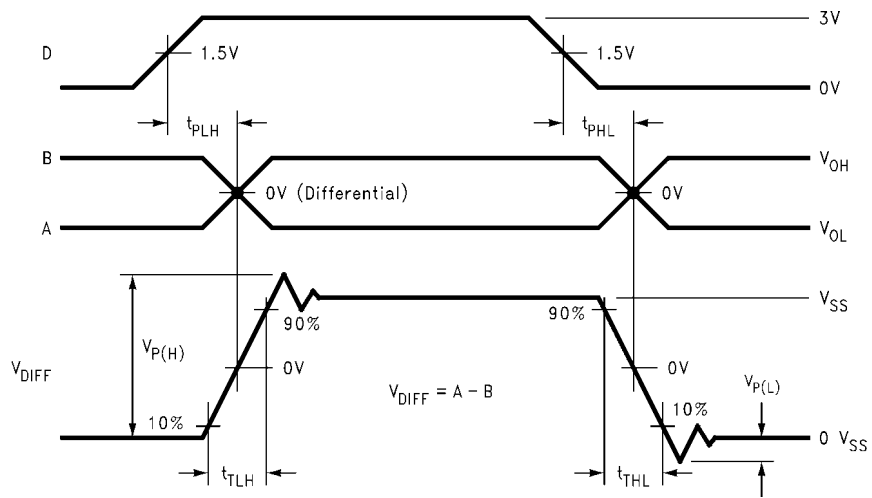 3V
D
1.5V
1.5V
0V
tPLH
tPHL
B
VOH
0V (Differential)
0V
A
VOL
90%
90%
VSS
VP(H)
VDIFF
0V
0V
VDIFF = A – B
VP(L)
10%
10%
0 VSS
tTLH
tTHL